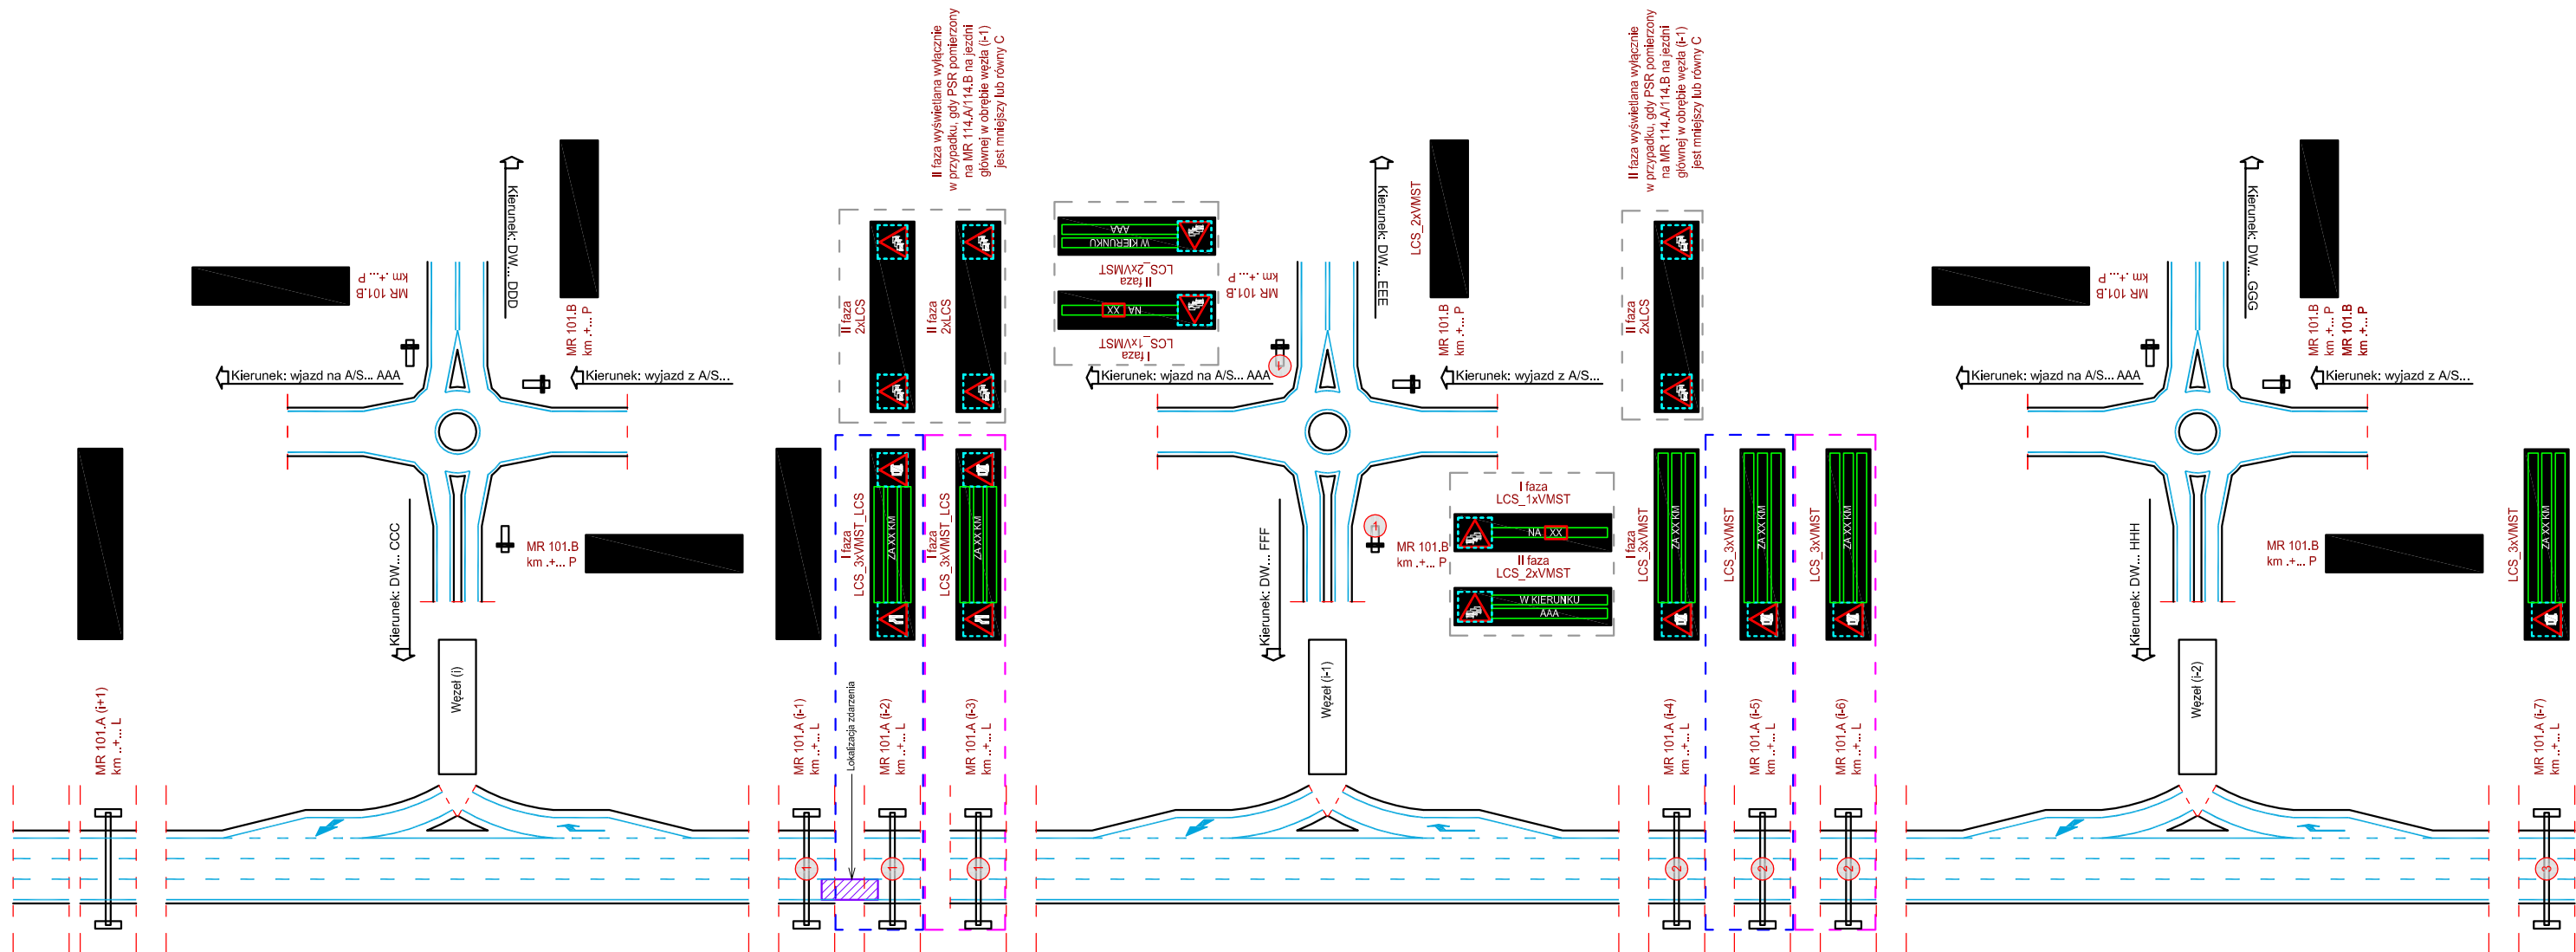 II faza wyświetlana wyłącznie
w przypadku, gdy PSR pomierzony
na MR 114.A/114.B na jezdni
głównej w obrębie węzła (i-1)
jest mniejszy lub równy C
II faza wyświetlana wyłącznie
w przypadku, gdy PSR pomierzony
na MR 114.A/114.B na jezdni
głównej w obrębie węzła (i-1)
jest mniejszy lub równy C
Kierunek: DW... DDD
MR 101.B
km .+... P
MR 101.B
km .+... P
Kierunek: wjazd na A/S... AAA
Kierunek: wyjazd z A/S...
Kierunek: DW... CCC
MR 101.B
km .+... P
Węzeł (i)
MR 101.A (i+1)
km ..+... L
II faza
2xLCS
II faza
2xLCS
I faza
LCS_3xVMST_LCS
ZA XX KM
I faza
LCS_3xVMST_LCS
ZA XX KM
MR 101.A (i-1)
km ..+... L
Lokalizacja zdarzenia
MR 101.A (i-2)
km ..+... L
MR 101.A (i-3)
km ..+... L
1
1
1
W KIERUNKU
AAA
II faza
LCS_2xVMST
NA XX
I faza
LCS_1xVMST
MR 101.B
km .+... P
Kierunek: DW... EEE
LCS_2xVMST
MR 101.B
km .+... P
Kierunek: wjazd na A/S... AAA
Kierunek: wyjazd z A/S...
Kierunek: DW... FFF
MR 101.B
km .+... P
I faza
LCS_1xVMST
NA XX
II faza
LCS_2xVMST
W KIERUNKU
AAA
Węzeł (i-1)
II faza
2xLCS
I faza
LCS_3xVMST
ZA XX KM
LCS_3xVMST
ZA XX KM
LCS_3xVMST
ZA XX KM
MR 101.A (i-4)
km ..+... L
MR 101.A (i-5)
km ..+... L
MR 101.A (i-6)
km ..+... L
2
2
2
MR 101.B
km .+... P
Kierunek: DW... GGG
MR 101.B
km .+... P
MR 101.B
km .+... P
Kierunek: wjazd na A/S... AAA
Kierunek: wyjazd z A/S...
Kierunek: DW... HHH
MR 101.B
km .+... P
Węzeł (i-2)
LCS_3xVMST
ZA XX KM
MR 101.A (i-7)
km ..+... L
3